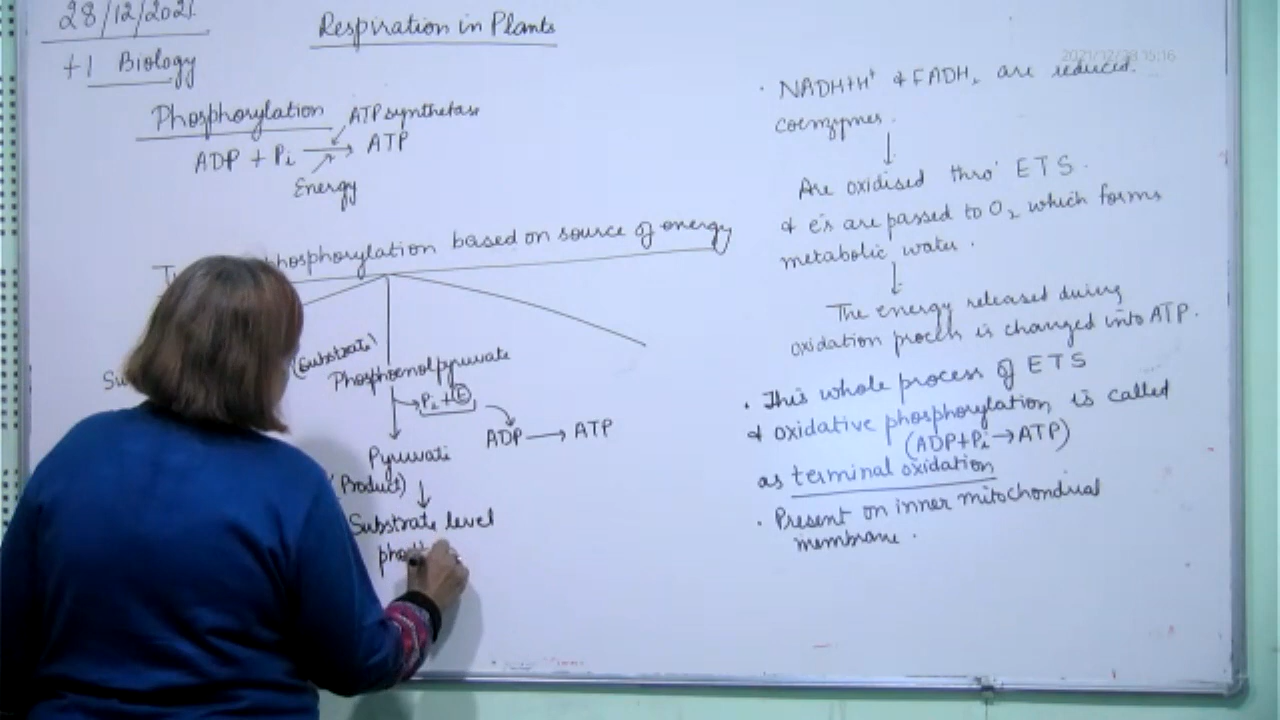 28/12/2021.
+1 Biology
Respiration in Plants
Phosphorylation
ATP synthetase
ADP + Pi → ATP
Energy
phosphorylation based on source of energy
(Substrate)
Phosphoenolpyruvate
Pi + E
ADP → ATP
Pyruvate
(Product)
Substrate level
2021/12/28 15:16
· NADH+H⁺ & FADH₂ are reduced
coenzymes.
Are oxidised thro' ETS.
& e's are passed to O₂ which forms
metabolic water.
The energy released during
oxidation process is changed into ATP.
· This whole process of ETS
& oxidative phosphorylation is called
(ADP+Pi→ATP)
as terminal oxidation
· Present on inner mitochondrial
membrane.